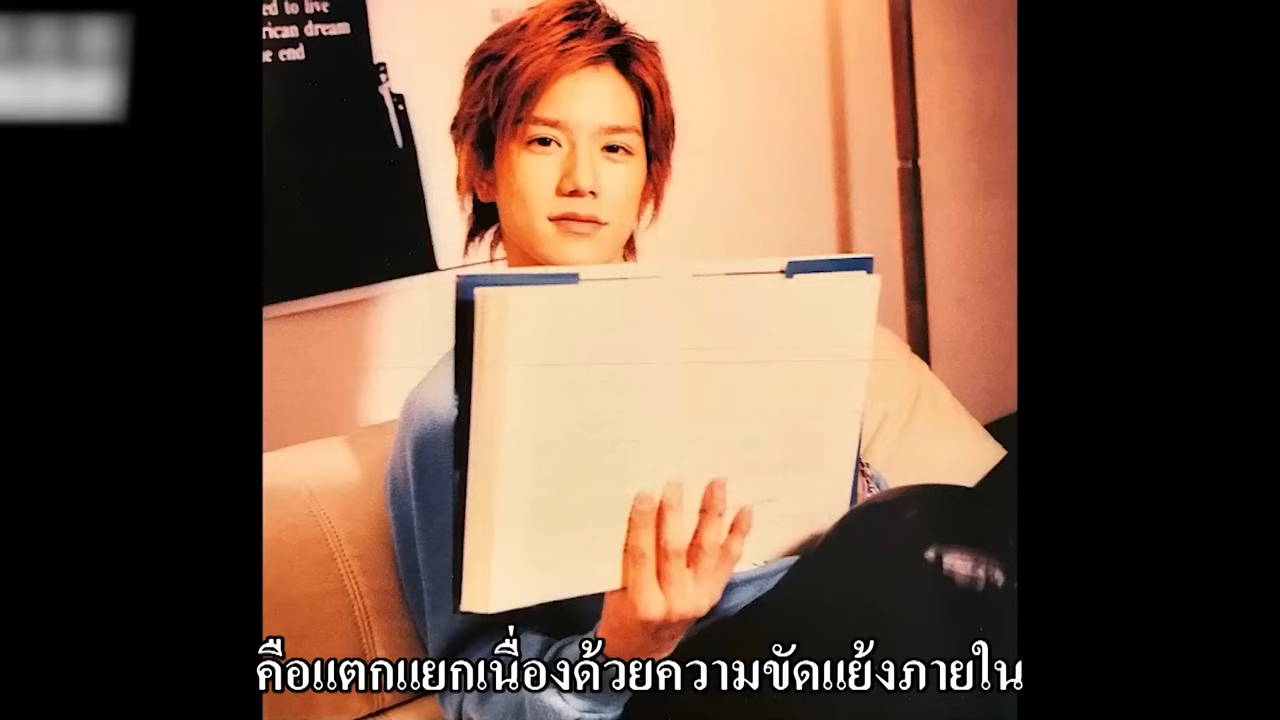 ed to live
rican dream
e end
คือแตกแยกเนื่องด้วยความขัดแย้งภายใน